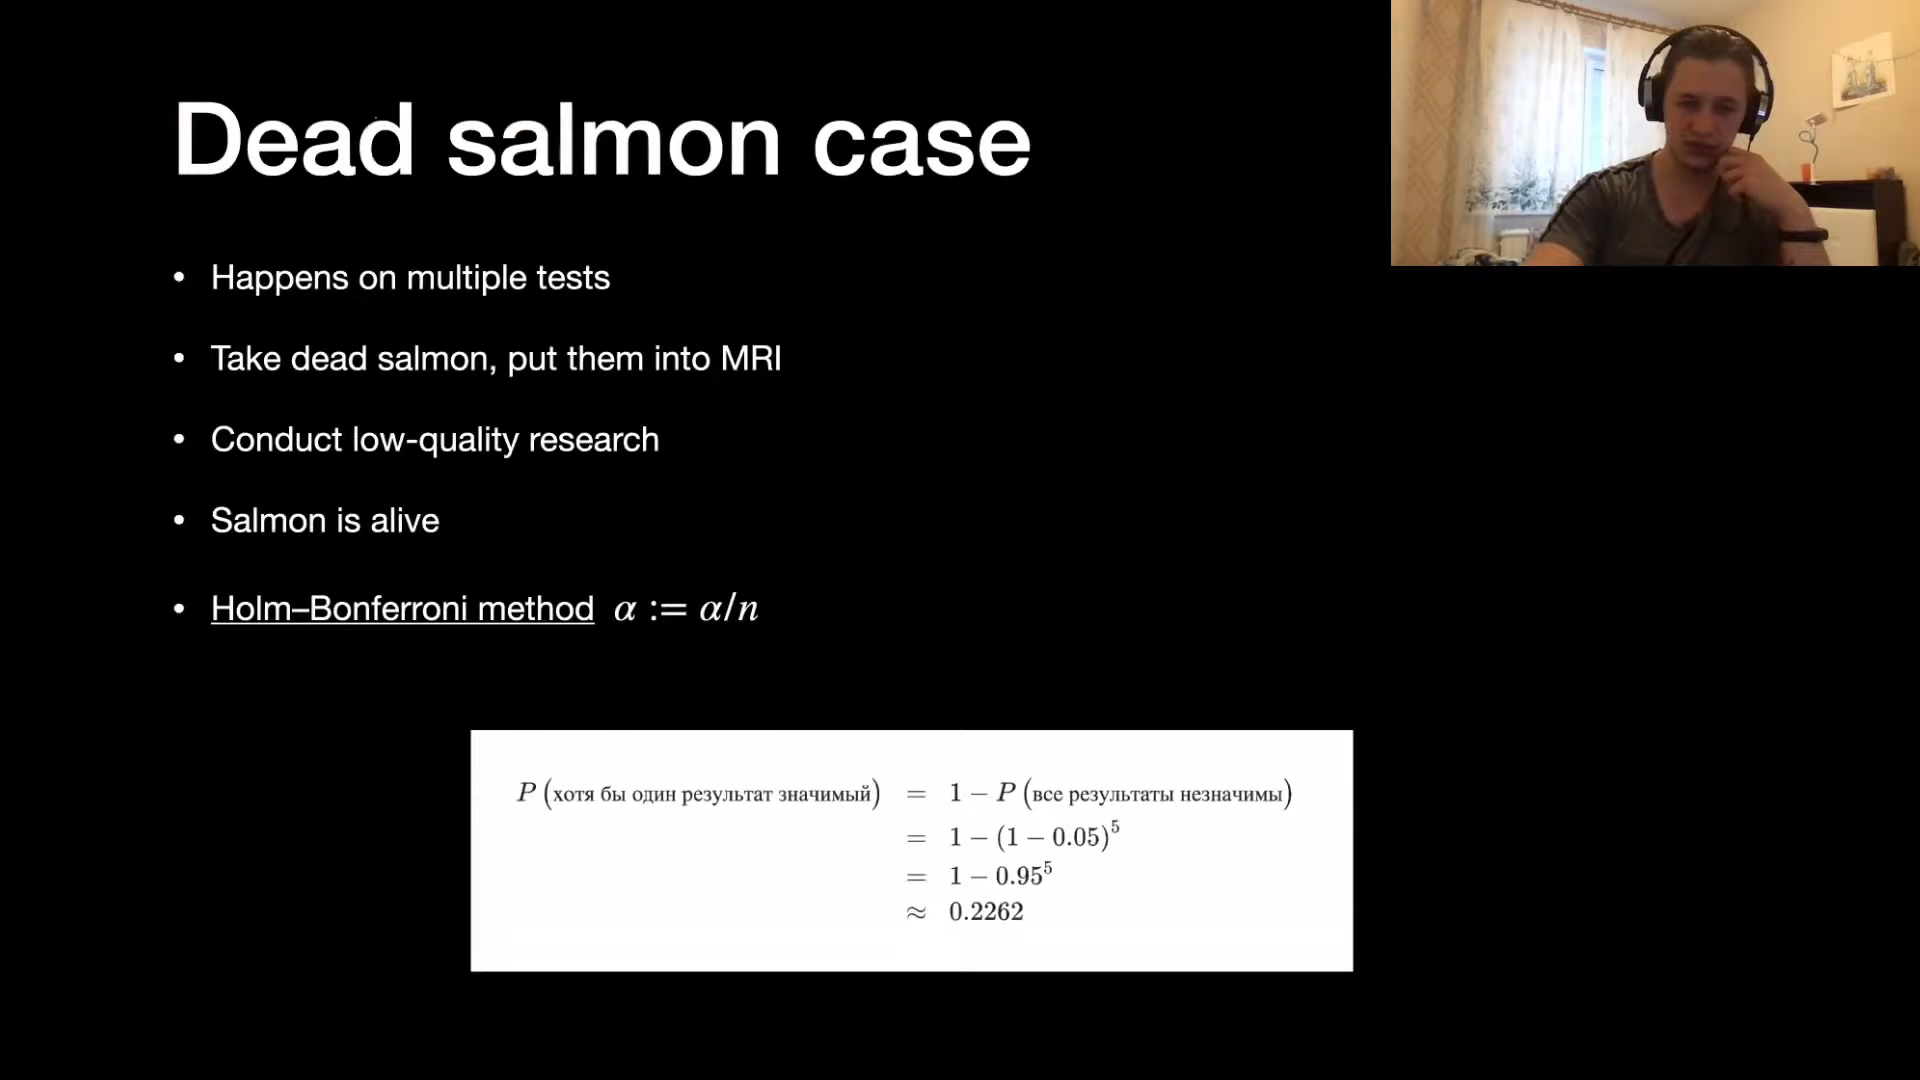 Dead salmon case
• Happens on multiple tests
• Take dead salmon, put them into MRI
• Conduct low-quality research
• Salmon is alive
• Holm–Bonferroni method α := α/n
P (хотя бы один результат значимый) = 1 − P (все результаты незначимы)
= 1 − (1 − 0.05)⁵
= 1 − 0.95⁵
≈ 0.2262